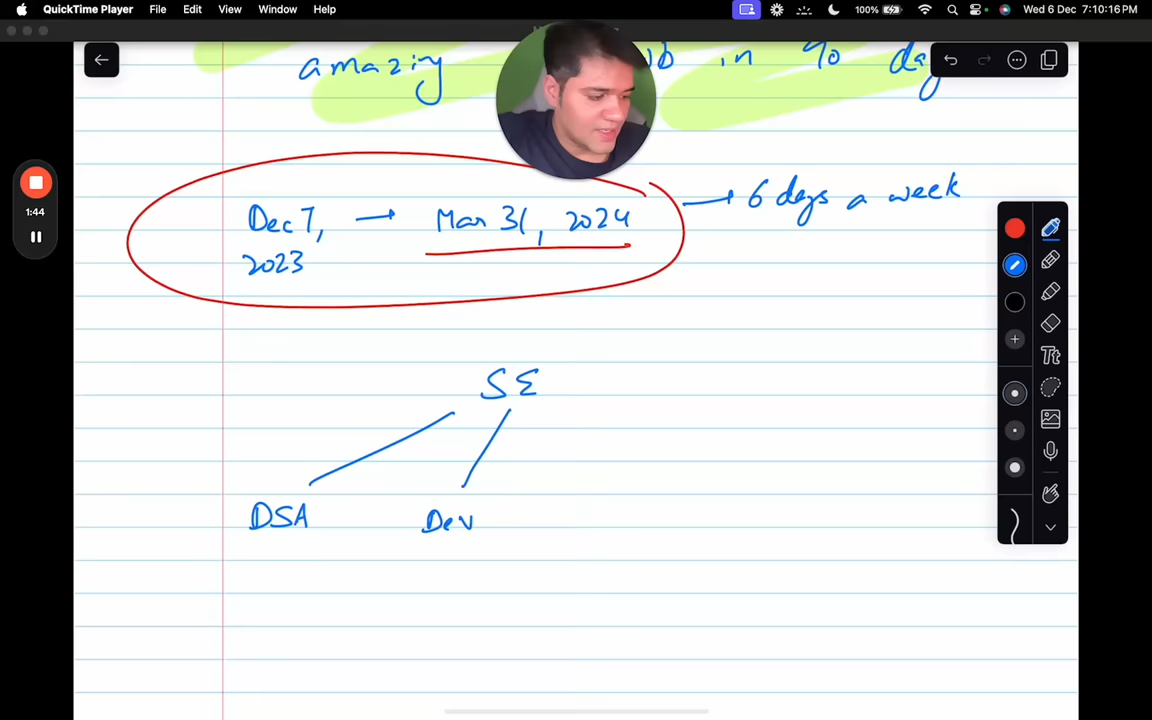 QuickTime Player File Edit View Window Help 100% Wed 6 Dec 7:10:16 PM
amazing in 90
Dec 7, → Mar 31, 2024 → 6 days a week
2023
1:44
SE
DSA Dev
Tt